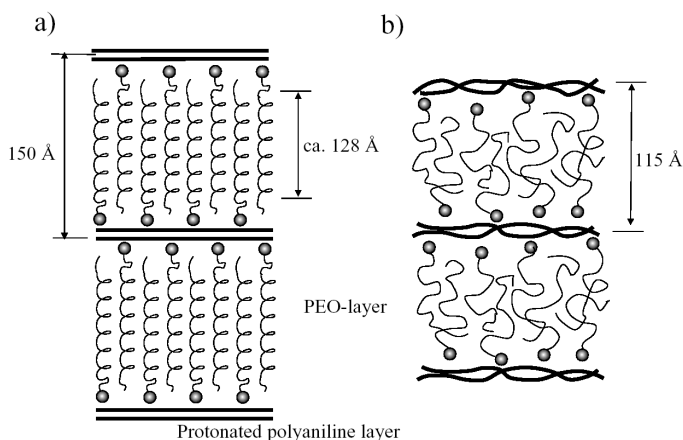 a)
b)
150 Å
ca. 128 Å
115 Å
PEO-layer
Protonated polyaniline layer